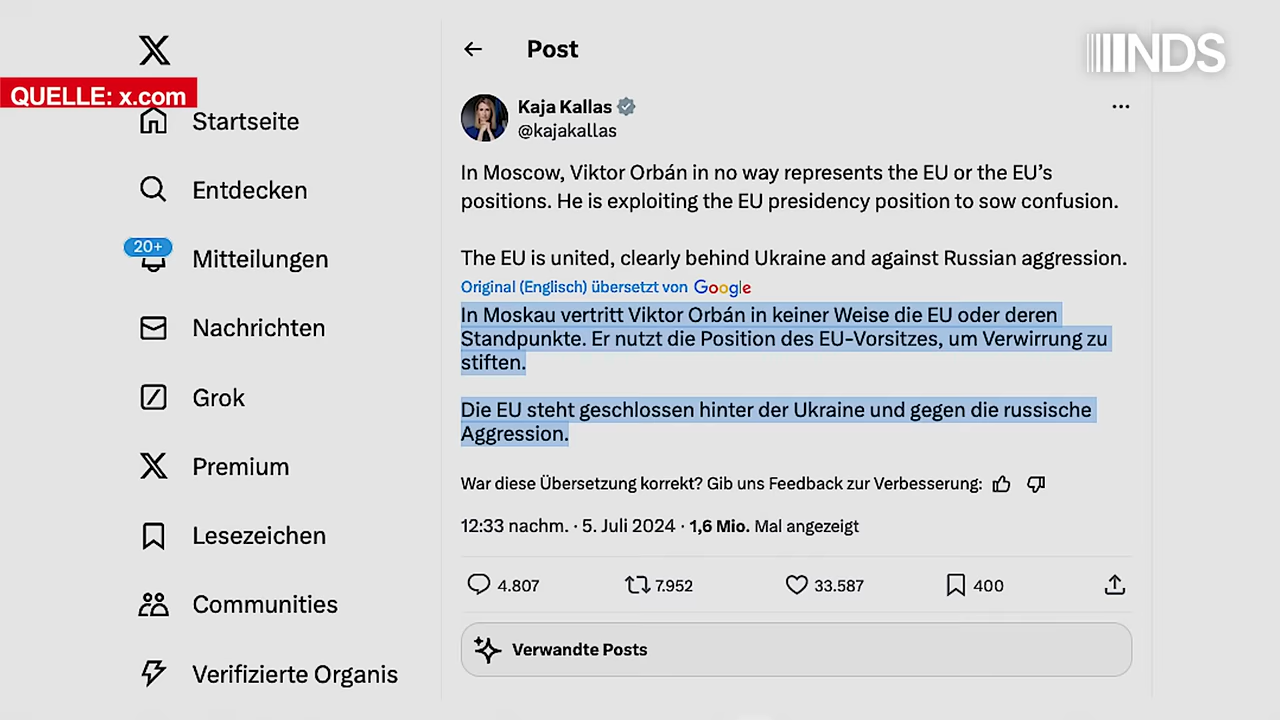 NDS
QUELLE: x.com
Startseite
Entdecken
20+
Mitteilungen
Nachrichten
Grok
Premium
Lesezeichen
Communities
Verifizierte Organis
Post
Kaja Kallas
@kajakallas
In Moscow, Viktor Orbán in no way represents the EU or the EU’s
positions. He is exploiting the EU presidency position to sow confusion.
The EU is united, clearly behind Ukraine and against Russian aggression.
Original (Englisch) übersetzt von Google
In Moskau vertritt Viktor Orbán in keiner Weise die EU oder deren
Standpunkte. Er nutzt die Position des EU-Vorsitzes, um Verwirrung zu
stiften.
Die EU steht geschlossen hinter der Ukraine und gegen die russische
Aggression.
War diese Übersetzung korrekt? Gib uns Feedback zur Verbesserung:
12:33 nachm. · 5. Juli 2024 · 1,6 Mio. Mal angezeigt
4.807 7.952 33.587 400
Verwandte Posts